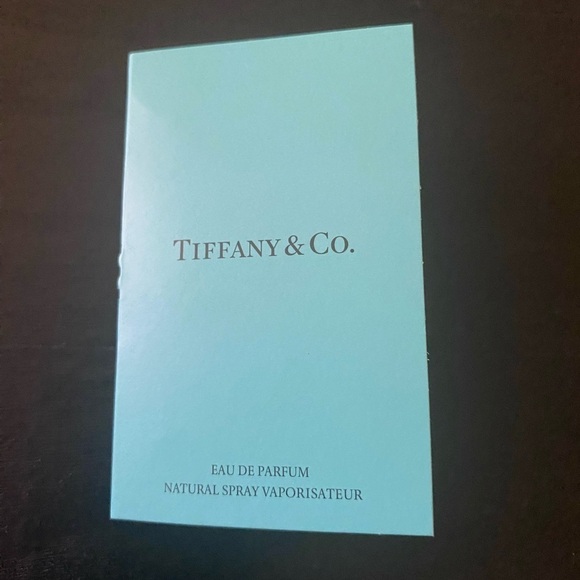 TIFFANY & CO.
EAU DE PARFUM
NATURAL SPRAY VAPORISATEUR